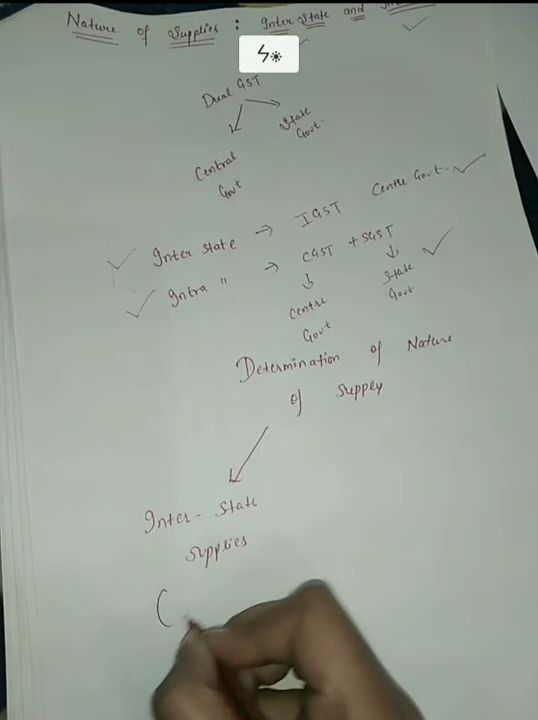 Nature of Supplies : Inter State and
Dual GST
Central Govt
State Govt.
Inter State → IGST Centre Govt.
Intra " → CGST + SGST
Centre Govt
State Govt
Determination of Nature
of Supply
Inter - State
Supplies
(